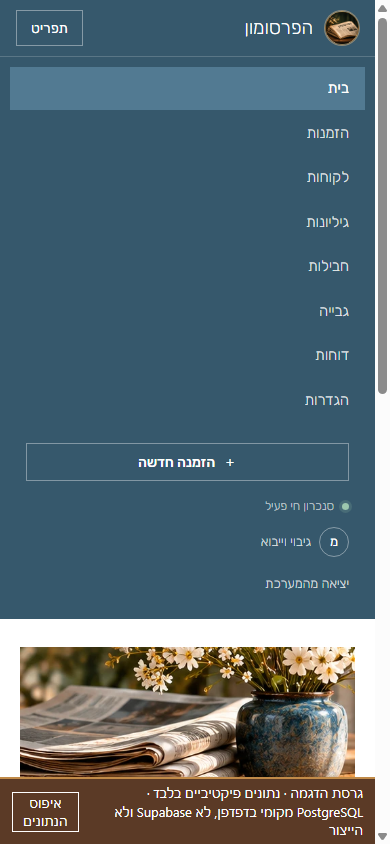 הפרסומון
תפריט
בית
הזמנות
לקוחות
גיליונות
חבילות
גבייה
דוחות
הגדרות
+ הזמנה חדשה
סנכרון חי פעיל
מ גיבוי וייבוא
יציאה מהמערכת
גרסת הדגמה · נתונים פיקטיביים בלבד ·
PostgreSQL מקומי בדפדפן, לא Supabase ולא
הייצור
איפוס
הנתונים